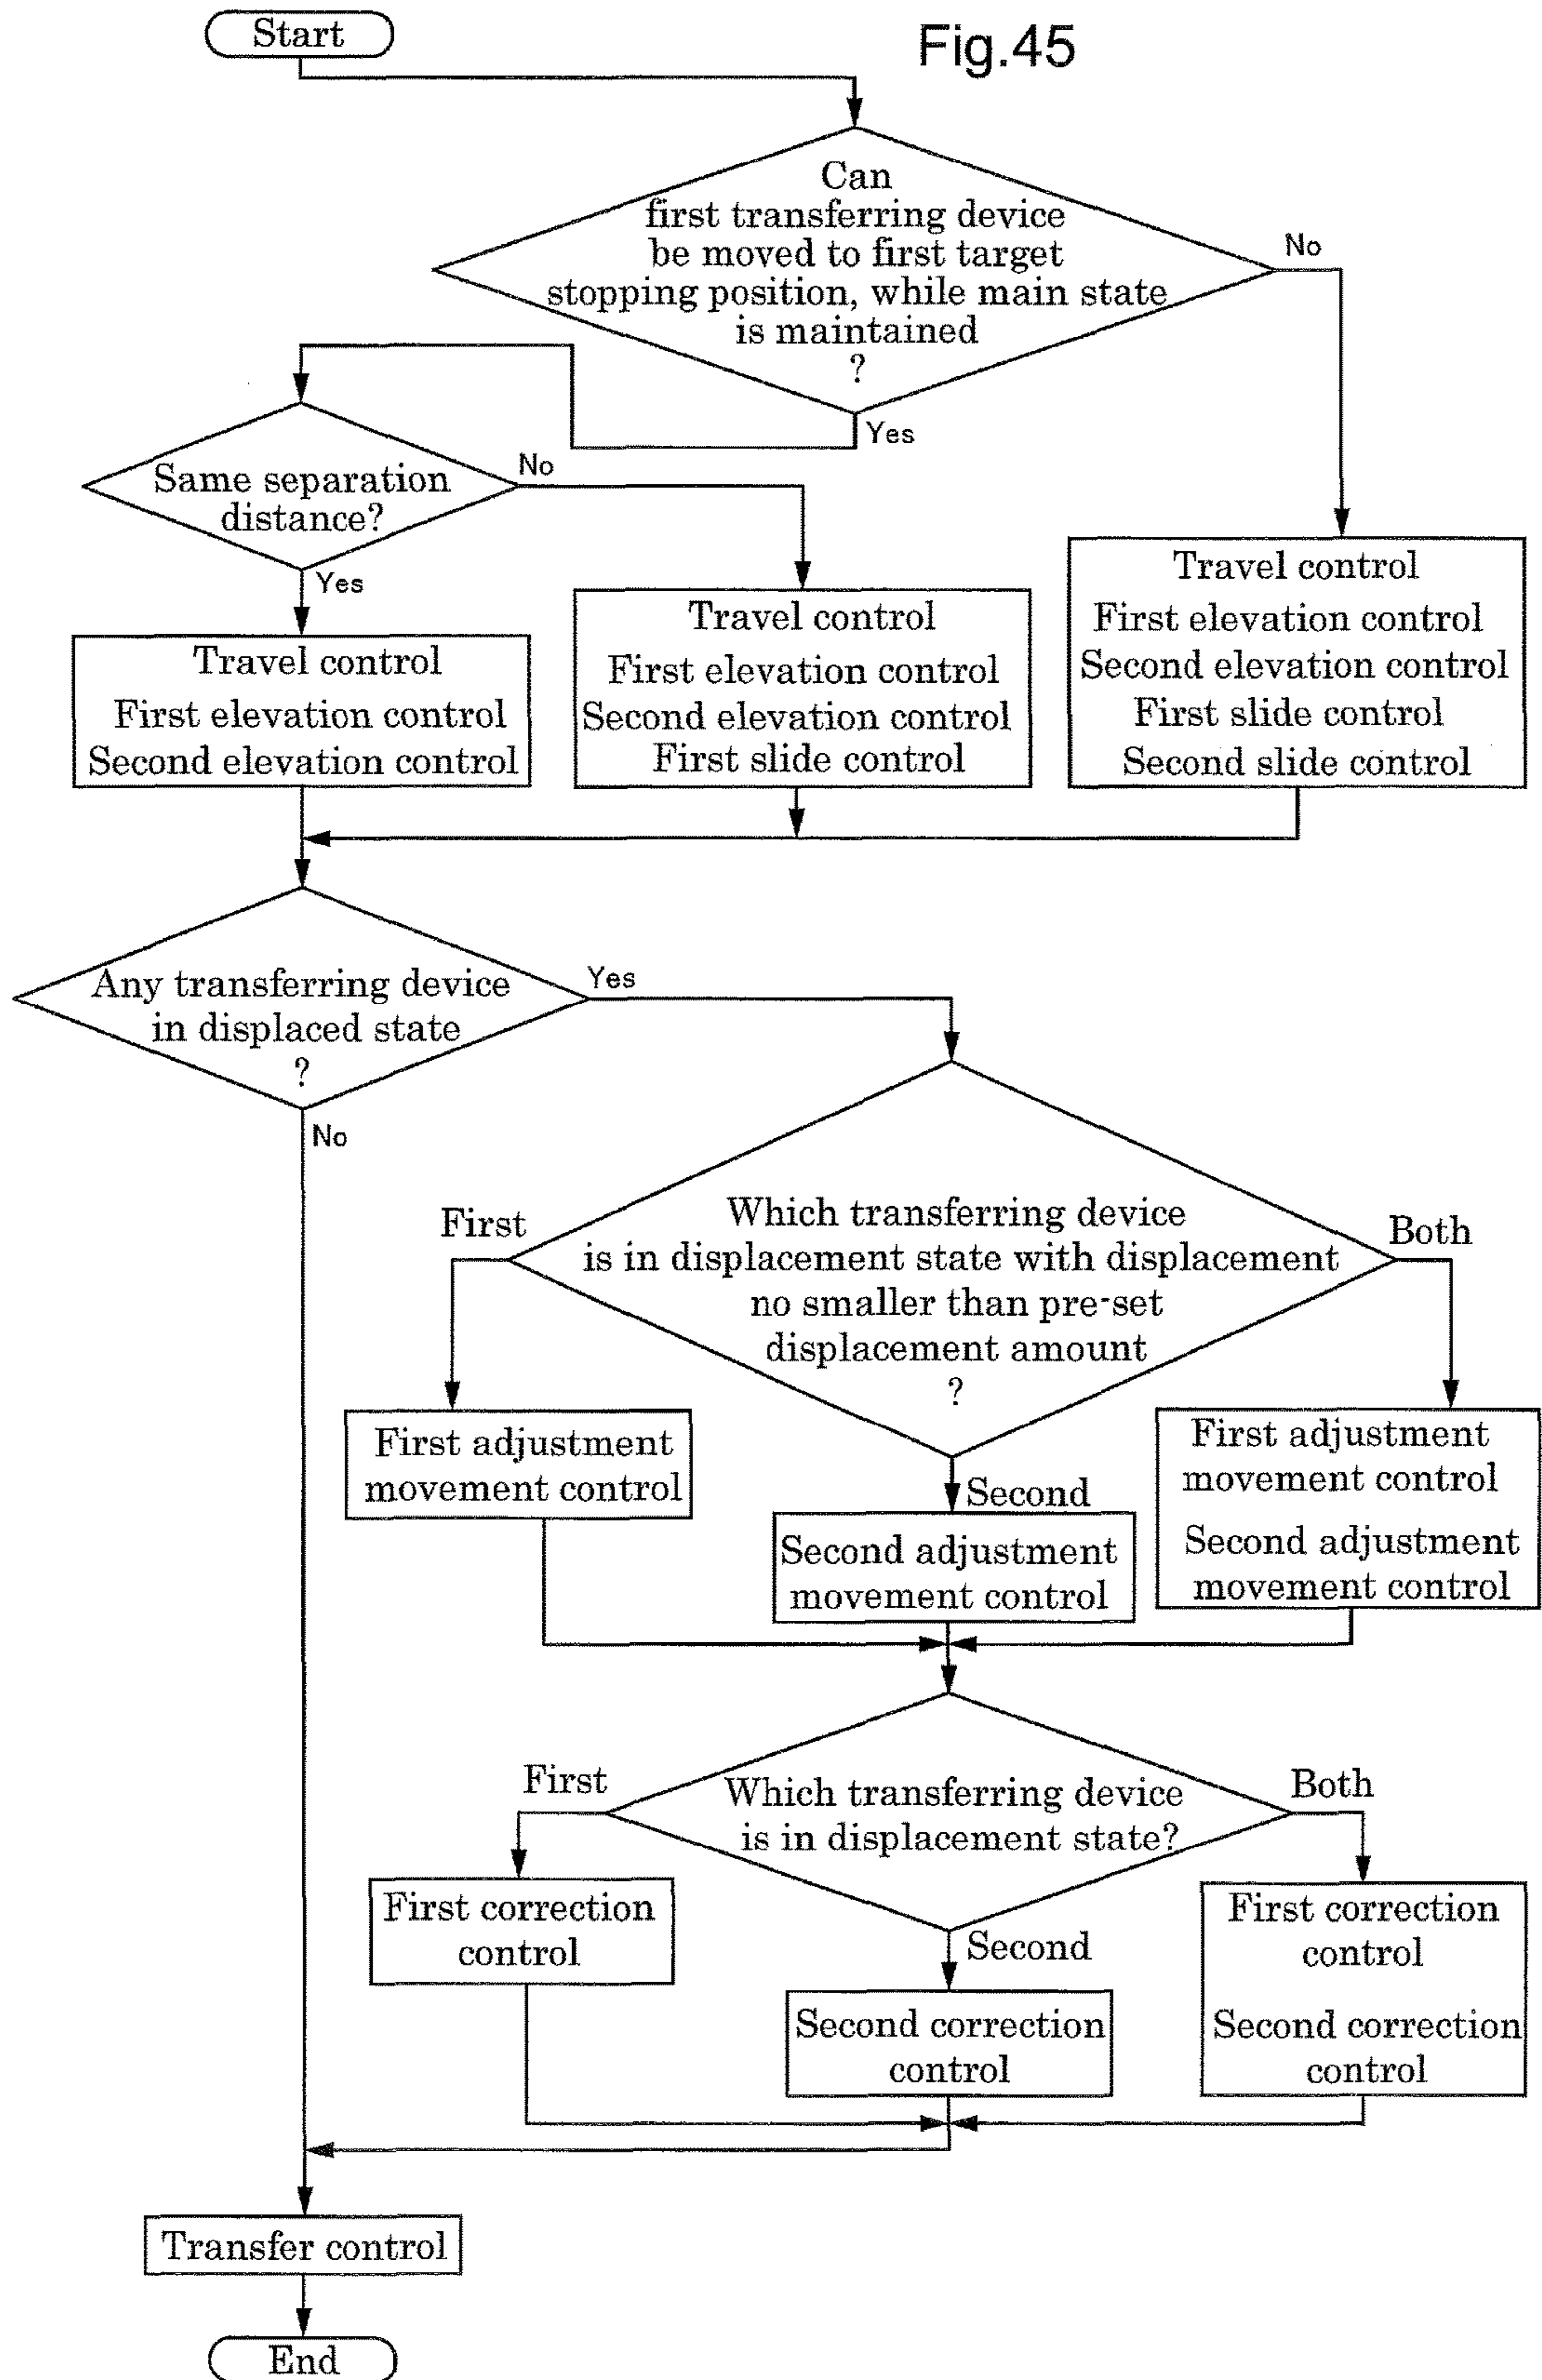 Start
Fig.45
Can
first transferring device
be moved to first target
stopping position, while main state
is maintained
?
No
Yes
Same separation
distance?
No
Yes
Travel control
First elevation control
Second elevation control
Travel control
First elevation control
Second elevation control
First slide control
Travel control
First elevation control
Second elevation control
First slide control
Second slide control
Any transferring device
in displaced state
?
Yes
No
Which transferring device
is in displacement state with displacement
no smaller than pre-set
displacement amount
?
First
Both
Second
First adjustment
movement control
Second adjustment
movement control
First adjustment
movement control
Second adjustment
movement control
Which transferring device
is in displacement state?
First
Both
Second
First correction
control
Second correction
control
First correction
control
Second correction
control
Transfer control
End